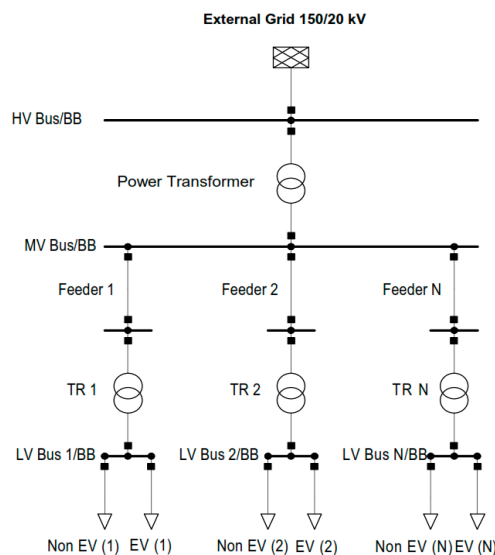 External Grid 150/20 kV
HV Bus/BB
Power Transformer
MV Bus/BB
Feeder 1
Feeder 2
Feeder N
TR 1
TR 2
TR N
LV Bus 1/BB
LV Bus 2/BB
LV Bus N/BB
Non EV (1)
EV (1)
Non EV (2)
EV (2)
Non EV (N)
EV (N)